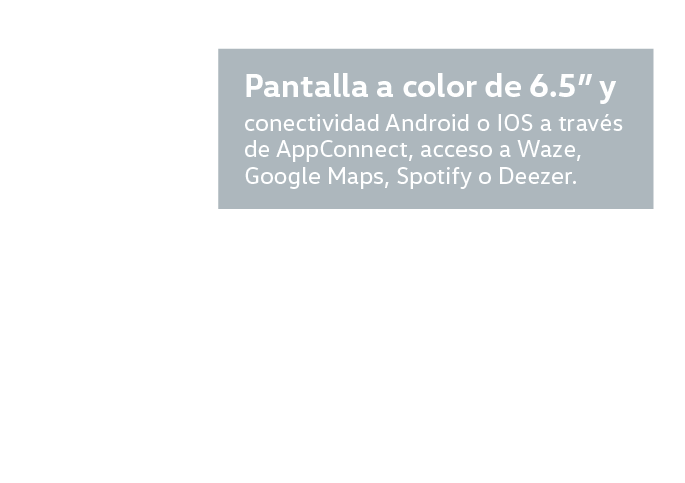 Pantalla a color de 6.5" y
conectividad Android o IOS a través
de AppConnect, acceso a Waze,
Google Maps, Spotify o Deezer.